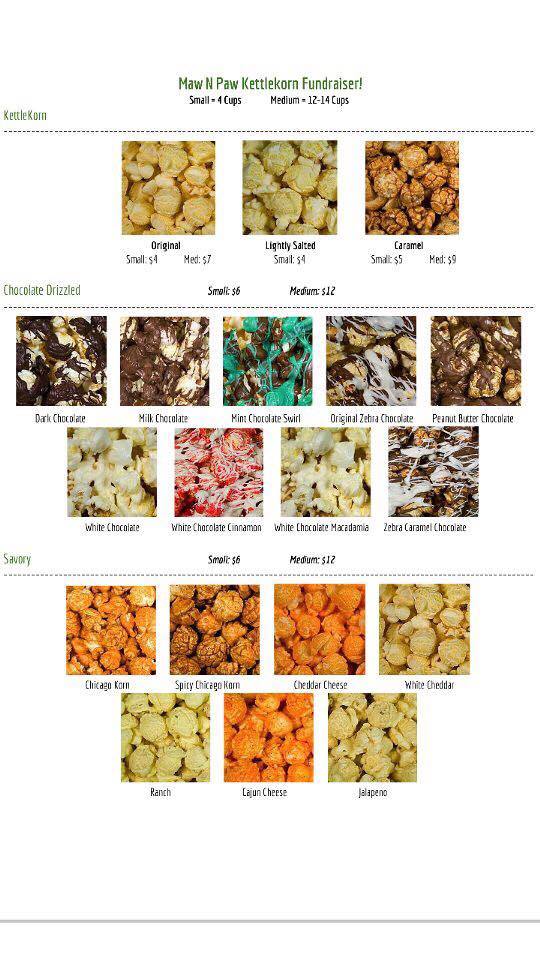 Maw N Paw Kettlekorn Fundraiser!
Small = 4 Cups Medium = 12-14 Cups
KettleKorn
Original Lightly Salted Caramel
Small: $4 Med: $7 Small: $4 Small: $5 Med: $9
Chocolate Drizzled Small: $6 Medium: $12
Dark Chocolate Milk Chocolate Mint Chocolate Swirl Original Zebra Chocolate Peanut Butter Chocolate
White Chocolate White Chocolate Cinnamon White Chocolate Macadamia Zebra Caramel Chocolate
Savory Small: $6 Medium: $12
Chicago Korn Spicy Chicago Korn Cheddar Cheese White Cheddar
Ranch Cajun Cheese Jalapeno